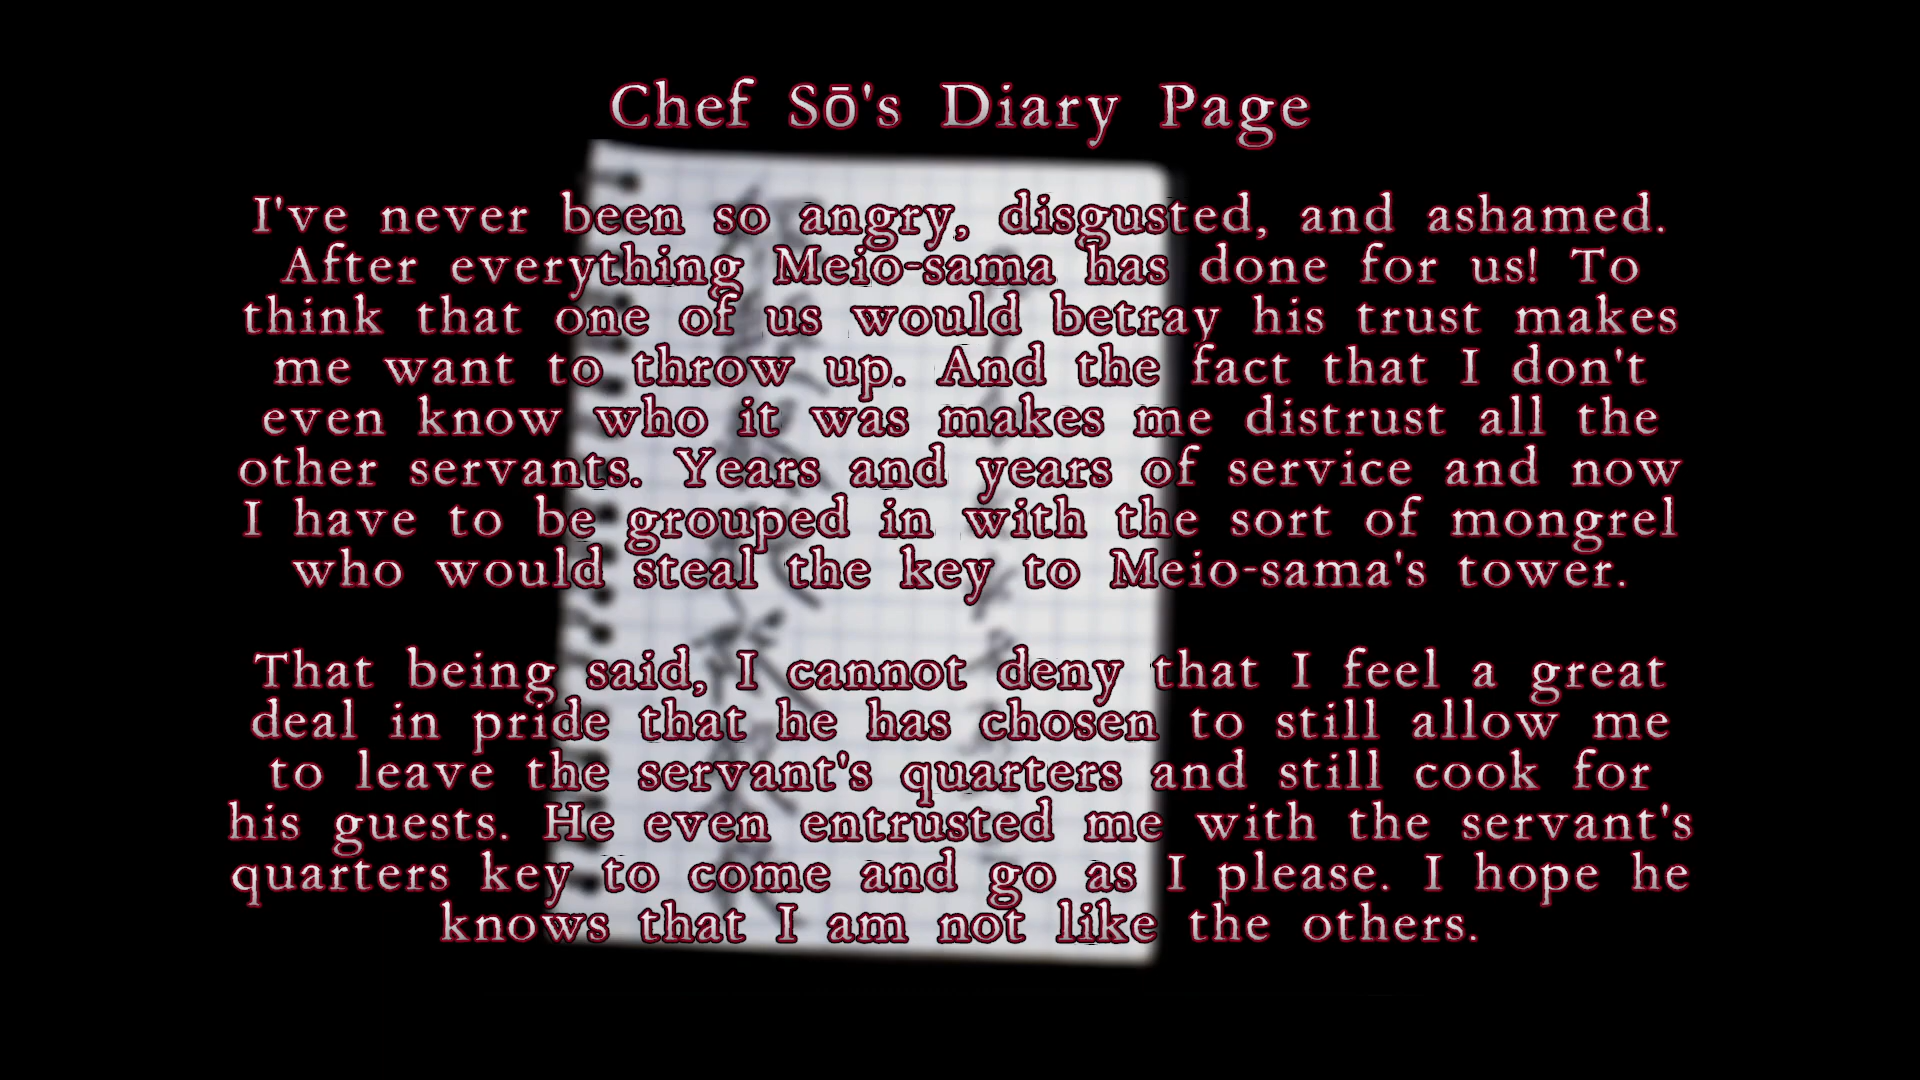 Chef Sō's Diary Page
I've never been so angry, disgusted, and ashamed.
After everything Meio-sama has done for us! To
think that one of us would betray his trust makes
me want to throw up. And the fact that I don't
even know who it was makes me distrust all the
other servants. Years and years of service and now
I have to be grouped in with the sort of mongrel
who would steal the key to Meio-sama's tower.
That being said, I cannot deny that I feel a great
deal in pride that he has chosen to still allow me
to leave the servant's quarters and still cook for
his guests. He even entrusted me with the servant's
quarters key to come and go as I please. I hope he
knows that I am not like the others.